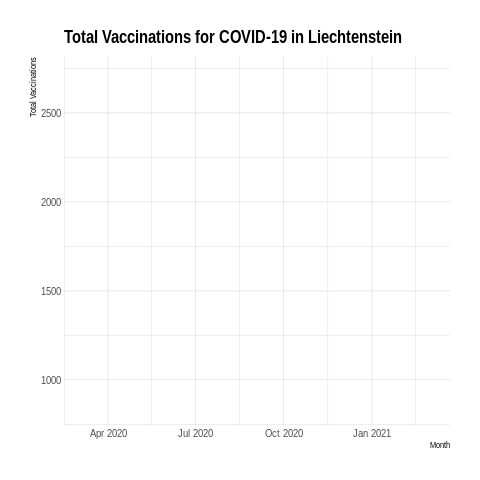 Total Vaccinations for COVID-19 in Liechtenstein
Total Vaccinations
2500
2000
1500
1000
Apr 2020 Jul 2020 Oct 2020 Jan 2021
Month